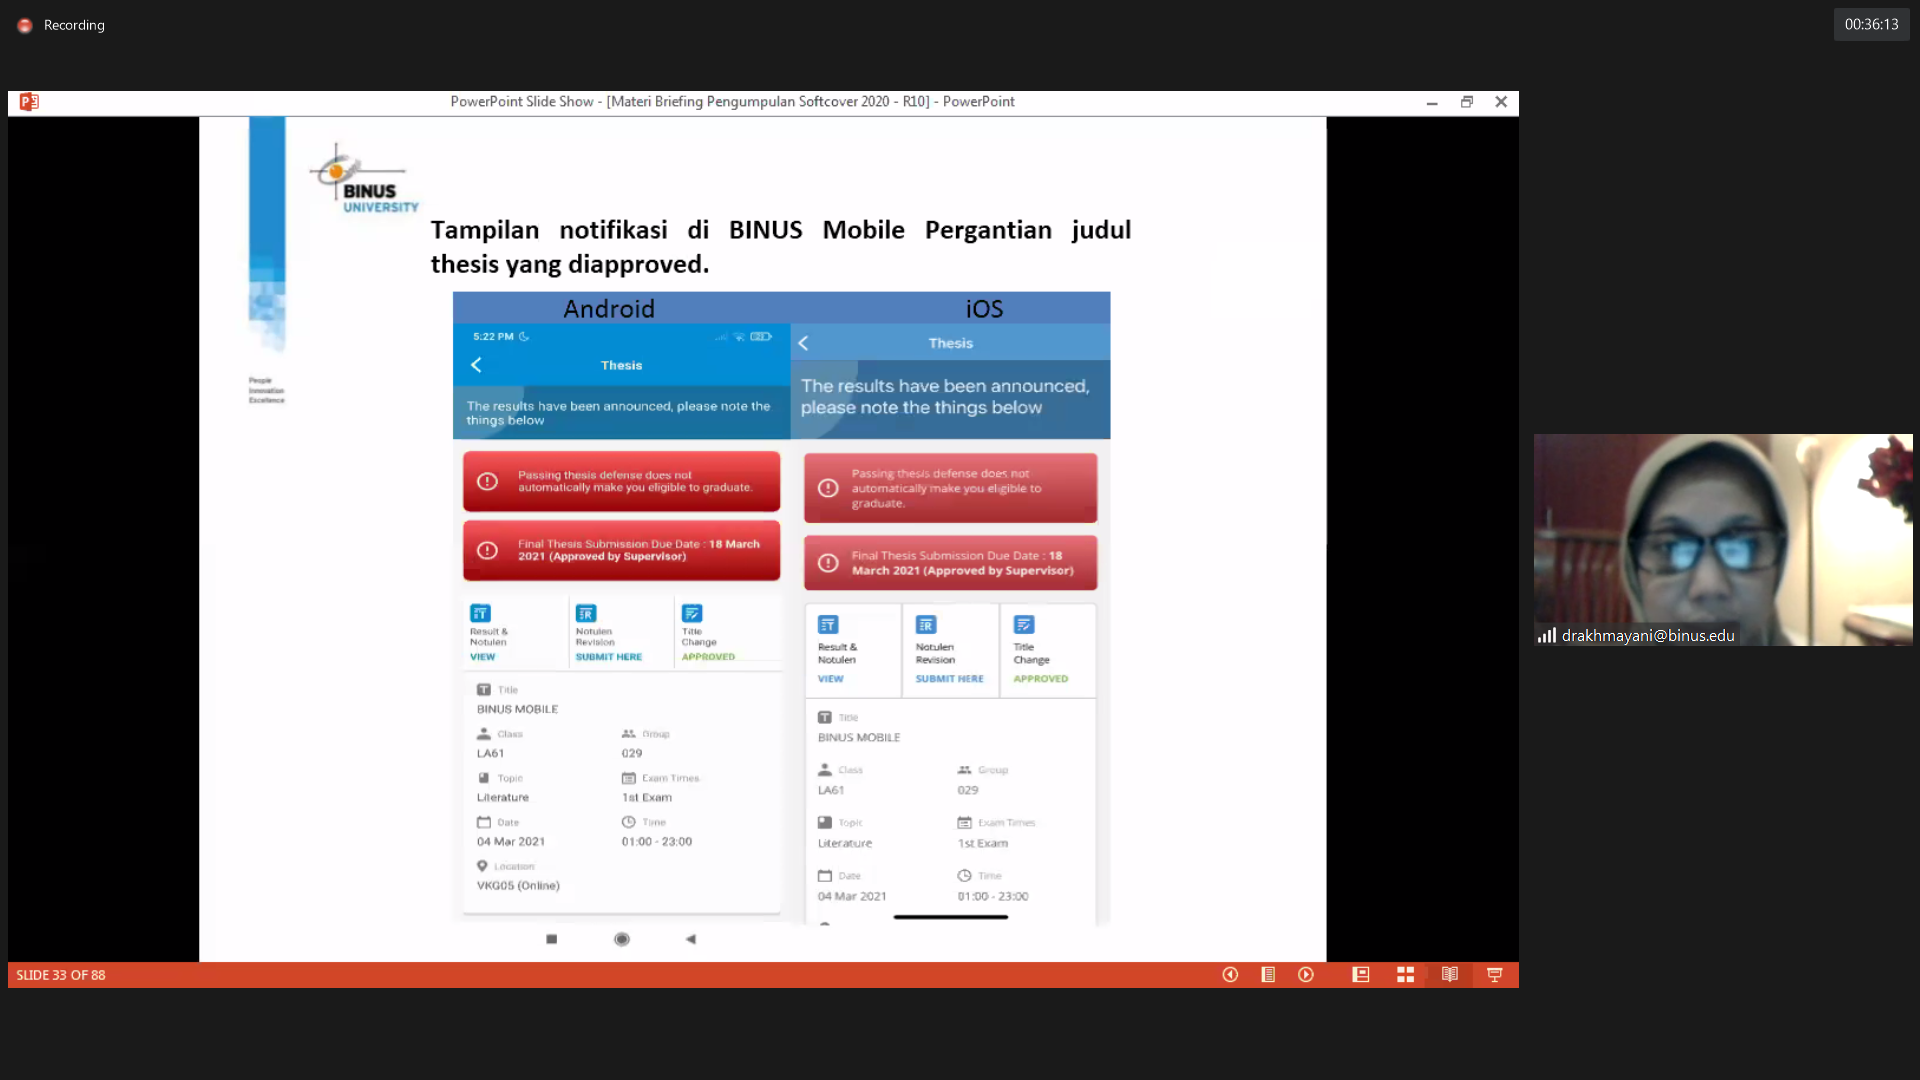 Recording
00:36:13
PowerPoint Slide Show - [Materi Briefing Pengumpulan Softcover 2020 - R10] - PowerPoint
BINUS
UNIVERSITY
People
Innovation
Excellence
Tampilan notifikasi di BINUS Mobile Pergantian judul
thesis yang diapproved.
Android
5:22 PM
Thesis
The results have been announced, please note the
things below
Passing thesis defense does not
automatically make you eligible to graduate.
Final Thesis Submission Due Date : 18 March
2021 (Approved by Supervisor)
Result &
Notulen
VIEW
Notulen
Revision
SUBMIT HERE
Title
Change
APPROVED
Title
BINUS MOBILE
Class
LA61
Group
029
Topic
Literature
Exam Times
1st Exam
Date
04 Mar 2021
Time
01:00 - 23:00
Location
VKG05 (Online)
iOS
Thesis
The results have been announced,
please note the things below
Passing thesis defense does not
automatically make you eligible to
graduate.
Final Thesis Submission Due Date : 18
March 2021 (Approved by Supervisor)
Result &
Notulen
VIEW
Notulen
Revision
SUBMIT HERE
Title
Change
APPROVED
Title
BINUS MOBILE
Class
LA61
Group
029
Topic
Literature
Exam Times
1st Exam
Date
04 Mar 2021
Time
01:00 - 23:00
drakhmayani@binus.edu
SLIDE 33 OF 88